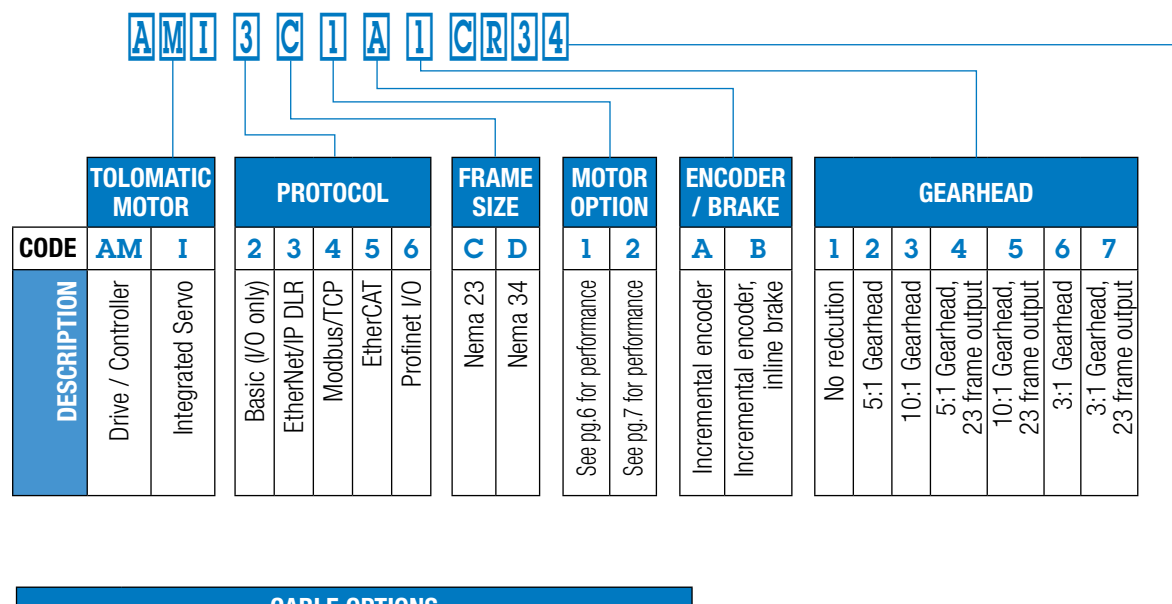 AMI 3 C 1 A 1 CR34
TOLOMATIC MOTOR
PROTOCOL
FRAME SIZE
MOTOR OPTION
ENCODER / BRAKE
GEARHEAD
CODE AM I 2 3 4 5 6 C D 1 2 A B 1 2 3 4 5 6 7
DESCRIPTION
Drive / Controller
Integrated Servo
Basic (I/O only)
EtherNet/IP DLR
Modbus/TCP
EtherCAT
Profinet I/O
Nema 23
Nema 34
See pg.6 for performance
See pg.7 for performance
Incremental encoder
Incremental encoder,
inline brake
No redcution
5:1 Gearhead
10:1 Gearhead
5:1 Gearhead,
23 frame output
10:1 Gearhead,
23 frame output
3:1 Gearhead
3:1 Gearhead,
23 frame output
CABLE OPTIONS